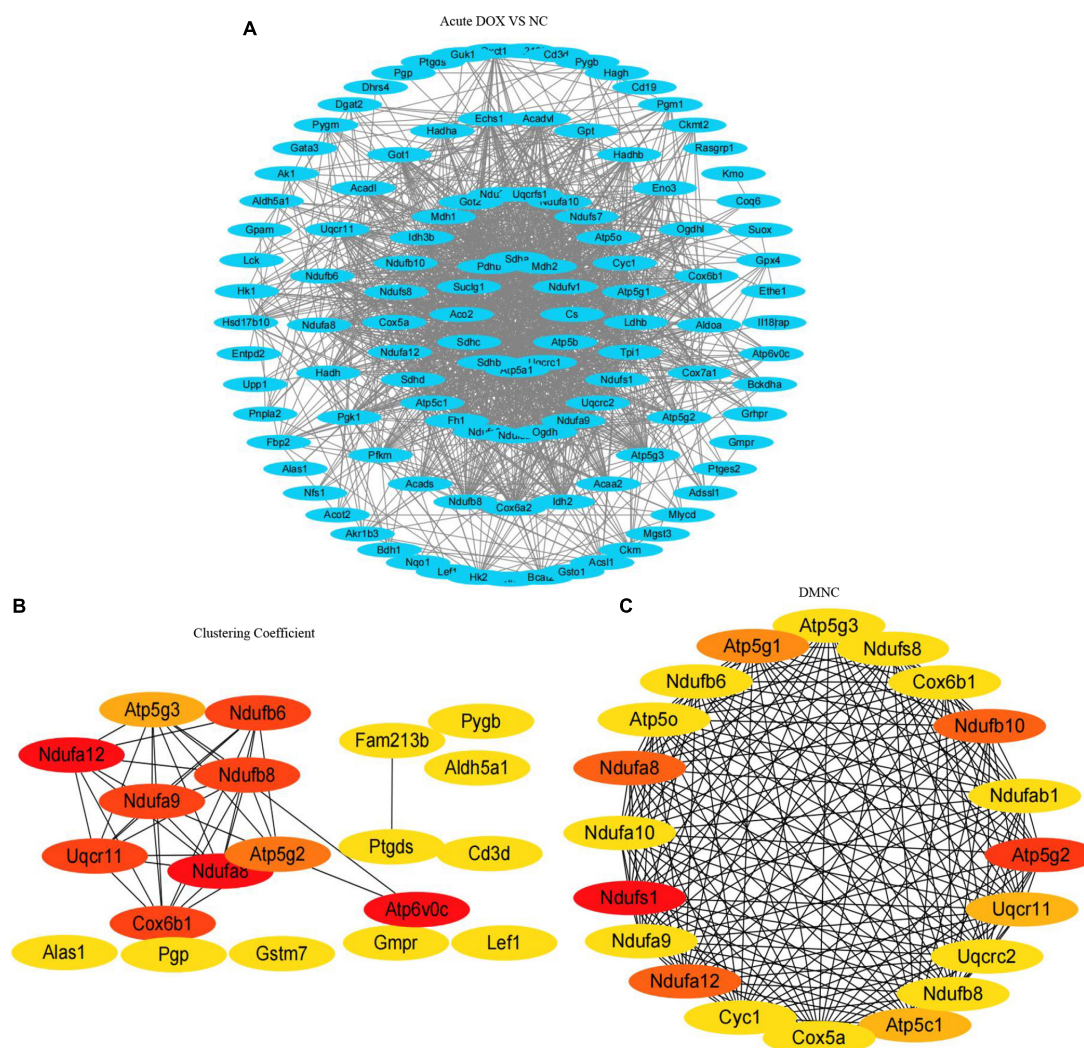 A
Acute DOX VS NC
Guk1
Cd3d
Ptgds
Pygb
Pgp
Hagh
Dhrs4
Cd19
Dgat2
Pgm1
Pygm
Echs1
Acadvl
Ckmt2
Hadha
Gpt
Gata3
Got1
Hadhb
Rasgrp1
Ak1
Acadl
Eno3
Kmo
Aldh5a1
Got2
Uqcrfs1
Ndufa10
Coq6
Mdh1
Ndufs7
Gpam
Uqcr11
Idh3b
Atp5o
Ogdhl
Suox
Lck
Ndufb6
Ndufb10
Pdhb
Sdha
Mdh2
Cyc1
Cox6b1
Gpx4
Hk1
Ndufs8
Suclg1
Ndufv1
Atp5g1
Ethe1
Hsd17b10
Ndufa8
Cox5a
Aco2
Cs
Ldhb
Aldoa
Il18rap
Entpd2
Ndufa12
Sdhc
Atp5b
Tpi1
Atp6v0c
Upp1
Hadh
Sdhd
Sdhb
Atp5a1
Uqcrc1
Ndufs1
Cox7a1
Bckdha
Pnpla2
Pgk1
Atp5c1
Uqcrc2
Atp5g2
Grhpr
Fbp2
Fh1
Ogdh
Ndufa9
Gmpr
Alas1
Pfkm
Atp5g3
Ptges2
Nfs1
Acads
Acaa2
Adssl1
Acot2
Ndufb8
Cox6a2
Idh2
Mlycd
Akr1b3
Mgst3
Bdh1
Ckm
Nqo1
Acsl1
Lef1
Hk2
Bcat2
Gsto1
B
Clustering Coefficient
Atp5g3
Ndufb6
Pygb
Fam213b
Ndufa12
Aldh5a1
Ndufb8
Ndufa9
Uqcr11
Atp5g2
Ptgds
Cd3d
Ndufa8
Atp6v0c
Cox6b1
Alas1
Pgp
Gstm7
Gmpr
Lef1
C
DMNC
Atp5g3
Atp5g1
Ndufs8
Ndufb6
Cox6b1
Atp5o
Ndufb10
Ndufa8
Ndufab1
Ndufa10
Atp5g2
Ndufs1
Uqcr11
Ndufa9
Uqcrc2
Ndufa12
Ndufb8
Cyc1
Cox5a
Atp5c1